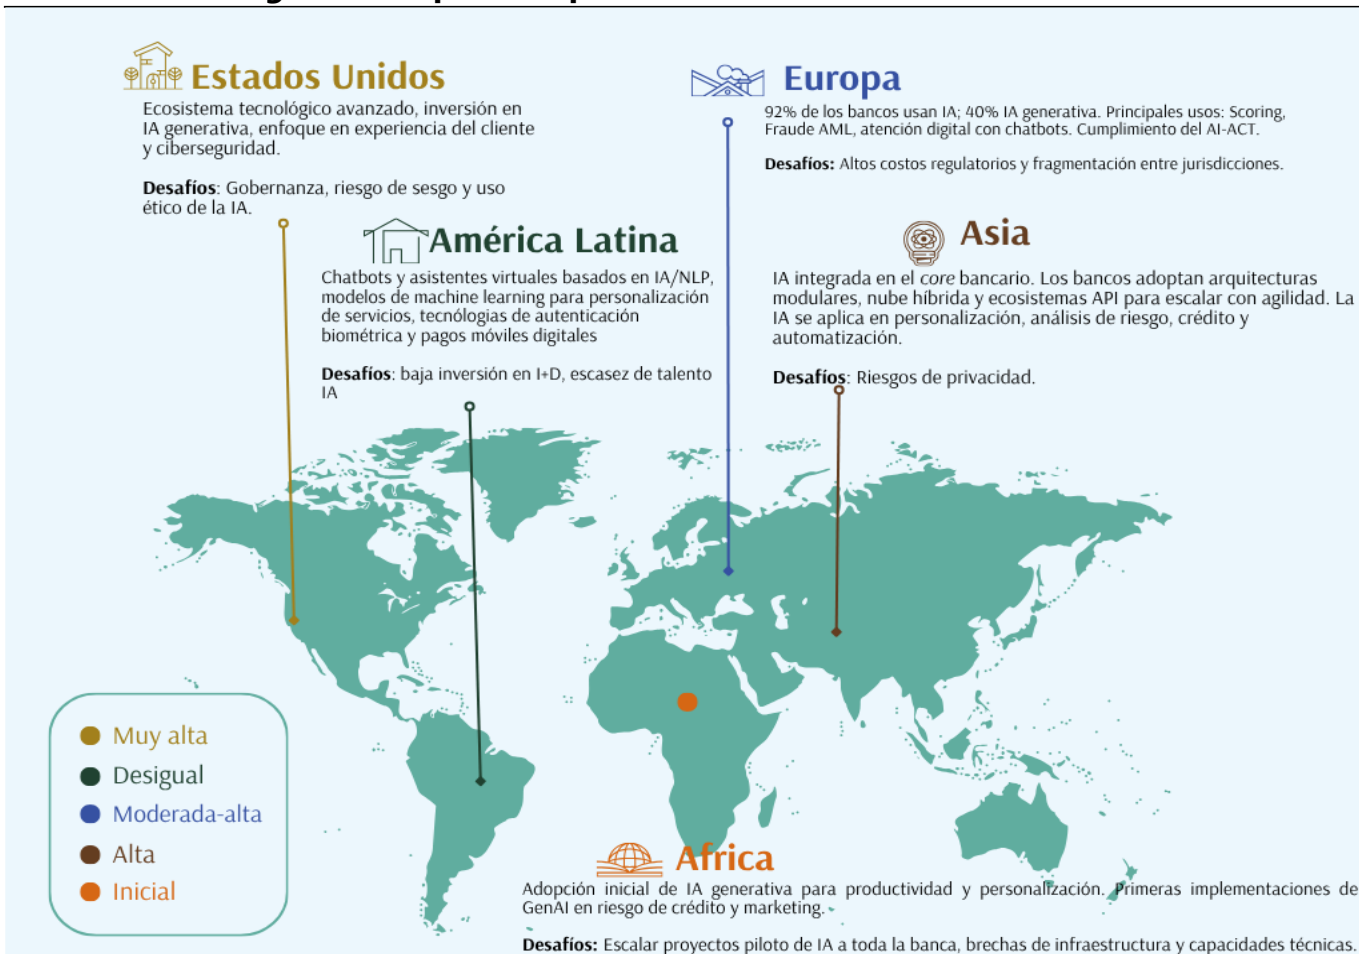 Estados Unidos
Ecosistema tecnológico avanzado, inversión en
IA generativa, enfoque en experiencia del cliente
y ciberseguridad.
Desafíos: Gobernanza, riesgo de sesgo y uso
ético de la IA.
Europa
92% de los bancos usan IA; 40% IA generativa. Principales usos: Scoring,
Fraude AML, atención digital con chatbots. Cumplimiento del AI-ACT.
Desafíos: Altos costos regulatorios y fragmentación entre jurisdicciones.
América Latina
Chatbots y asistentes virtuales basados en IA/NLP,
modelos de machine learning para personalización
de servicios, tecnólogias de autenticación
biométrica y pagos móviles digitales
Desafíos: baja inversión en I+D, escasez de talento
IA
Asia
IA integrada en el core bancario. Los bancos adoptan arquitecturas
modulares, nube híbrida y ecosistemas API para escalar con agilidad. La
IA se aplica en personalización, análisis de riesgo, crédito y
automatización.
Desafíos: Riesgos de privacidad.
Muy alta
Desigual
Moderada-alta
Alta
Inicial
Africa
Adopción inicial de IA generativa para productividad y personalización. Primeras implementaciones de
GenAI en riesgo de crédito y marketing.
Desafíos: Escalar proyectos piloto de IA a toda la banca, brechas de infraestructura y capacidades técnicas.